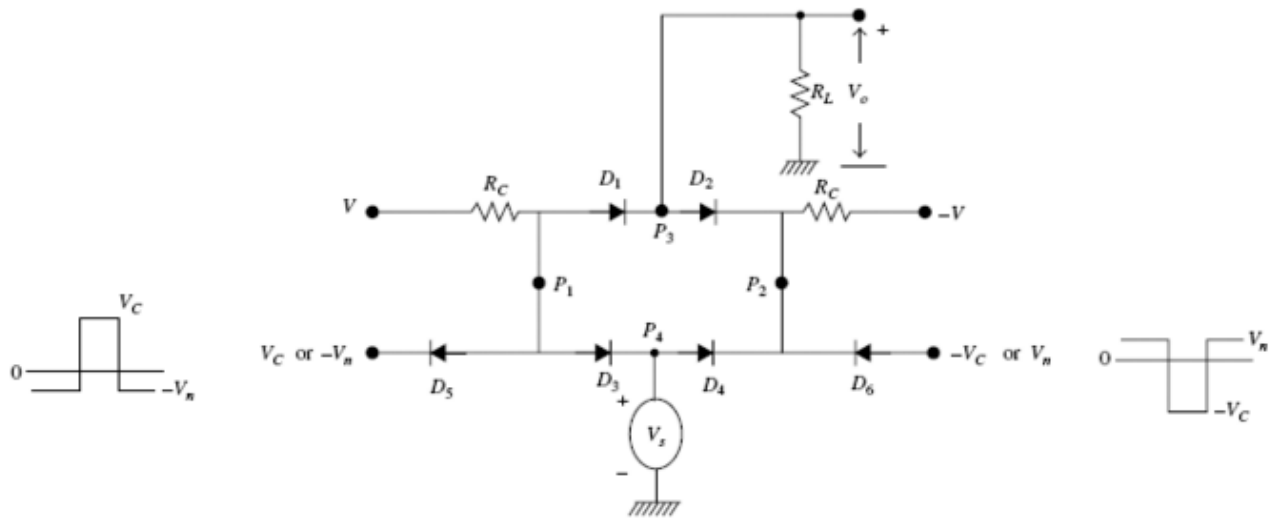 +
R_L V_o
−
R_C D_1 D_2 R_C
V −V
P_3
P_1 P_2
V_C
V_C or −V_n P_4 −V_C or V_n V_n
0 −V_n 0
D_5 D_3 D_4 D_6
+
V_s −V_C
−